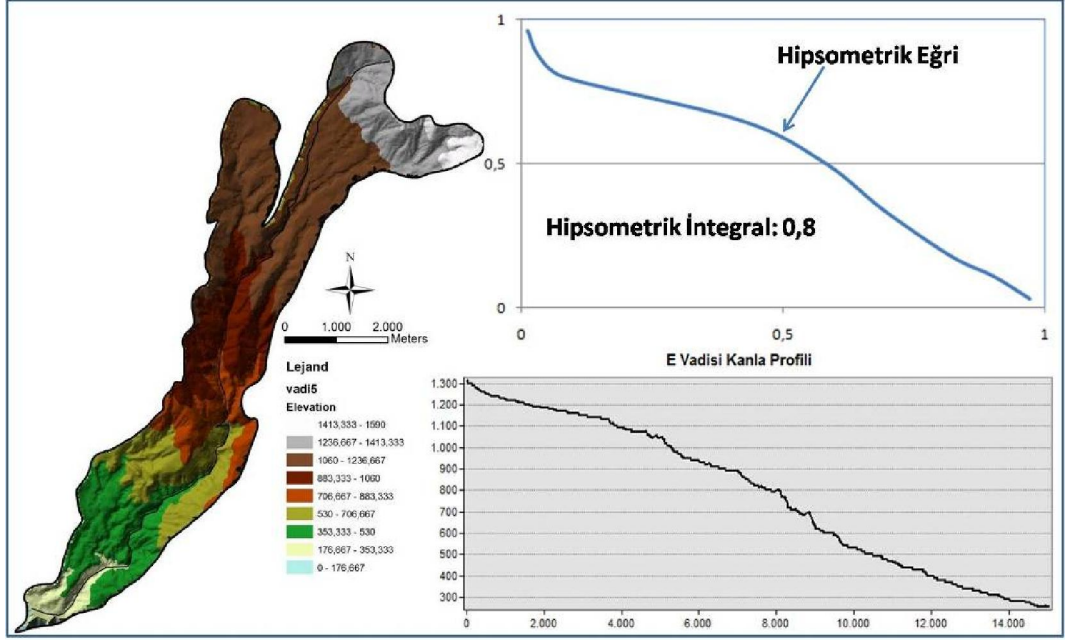 1
Hipsometrik Eğri
0,5
Hipsometrik İntegral: 0,8
0
0 0,5 1
N
0 1.000 2.000
Meters
Lejand
vadi5
Elevation
1413,333 - 1590
1236,667 - 1413,333
1060 - 1236,667
883,333 - 1060
706,667 - 883,333
530 - 706,667
353,333 - 530
176,667 - 353,333
0 - 176,667
E Vadisi Kanla Profili
1.300
1.200
1.100
1.000
900
800
700
600
500
400
300
0 2.000 4.000 6.000 8.000 10.000 12.000 14.000